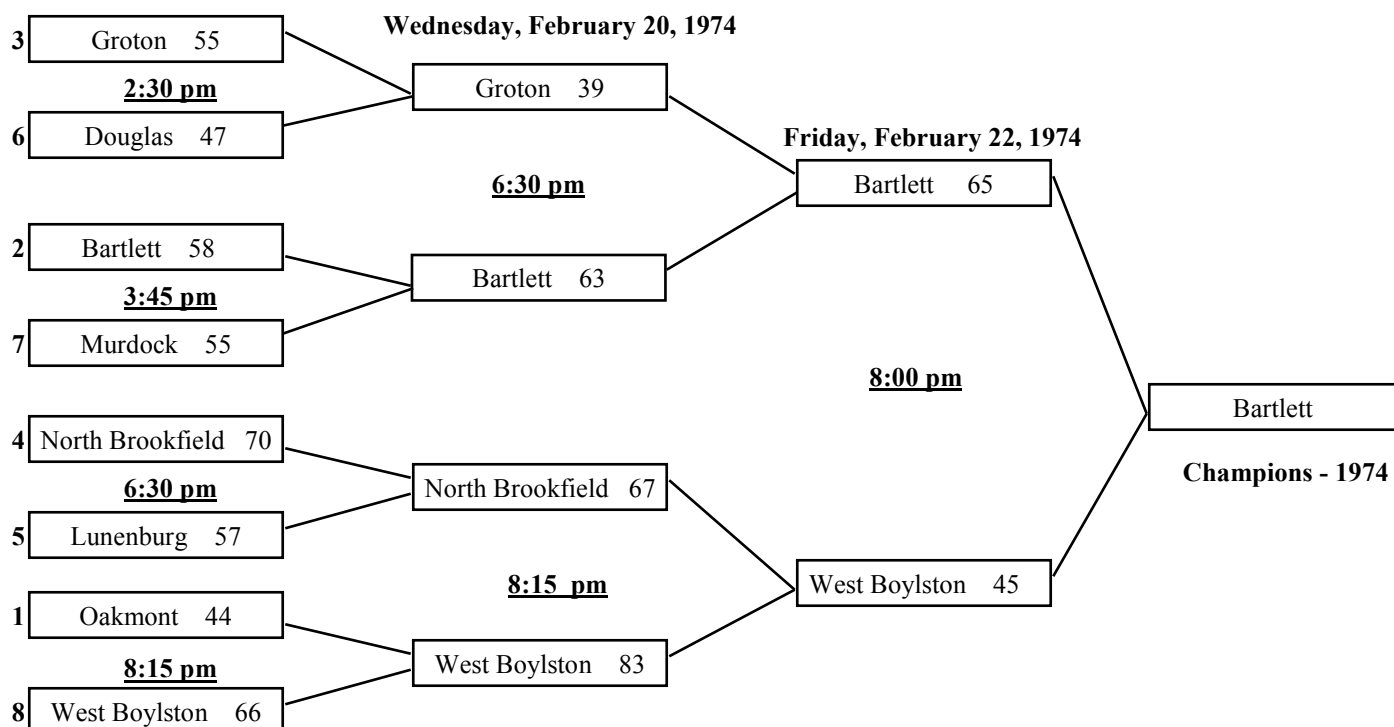 Wednesday, February 20, 1974
3 Groton 55
2:30 pm
6 Douglas 47
Groton 39
6:30 pm
2 Bartlett 58
3:45 pm
7 Murdock 55
Bartlett 63
Friday, February 22, 1974
Bartlett 65
8:00 pm
4 North Brookfield 70
6:30 pm
5 Lunenburg 57
North Brookfield 67
8:15 pm
1 Oakmont 44
8:15 pm
8 West Boylston 66
West Boylston 83
West Boylston 45
Bartlett
Champions - 1974